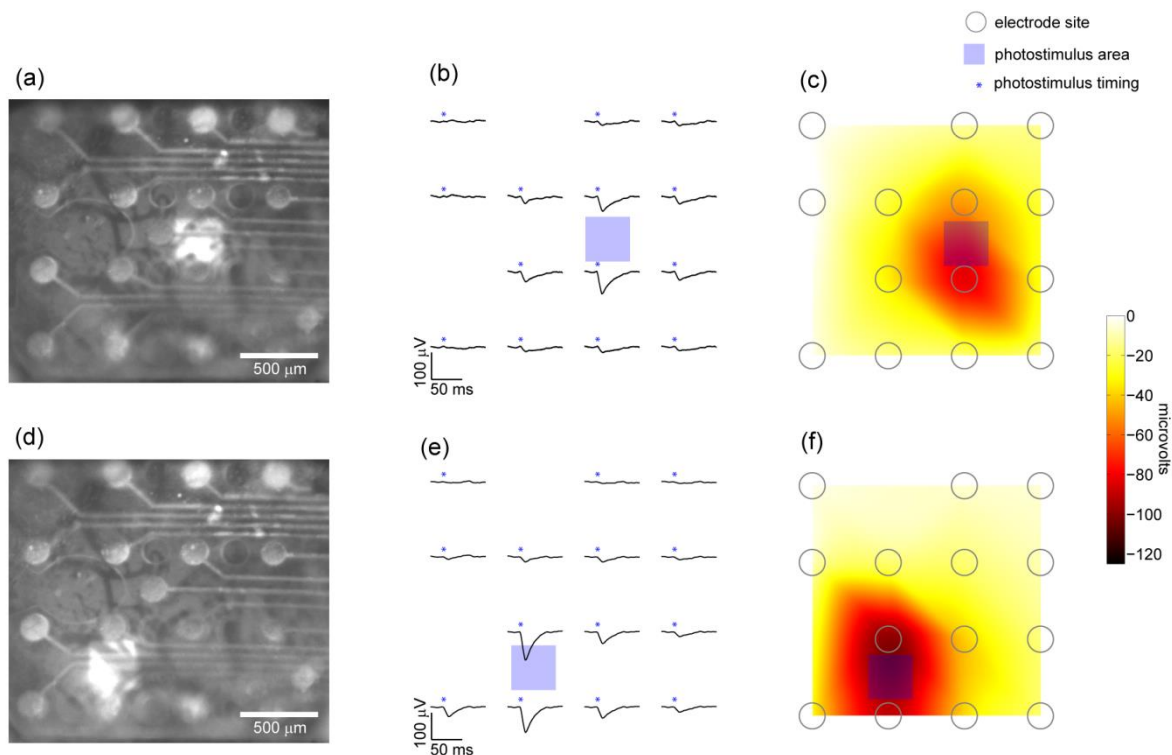 electrode site
photostimulus area
* photostimulus timing
(a)
(b)
(c)
500 μm
100 μV
50 ms
0
−20
−40
−60
−80
−100
−120
microvolts
(d)
(e)
(f)
500 μm
100 μV
50 ms